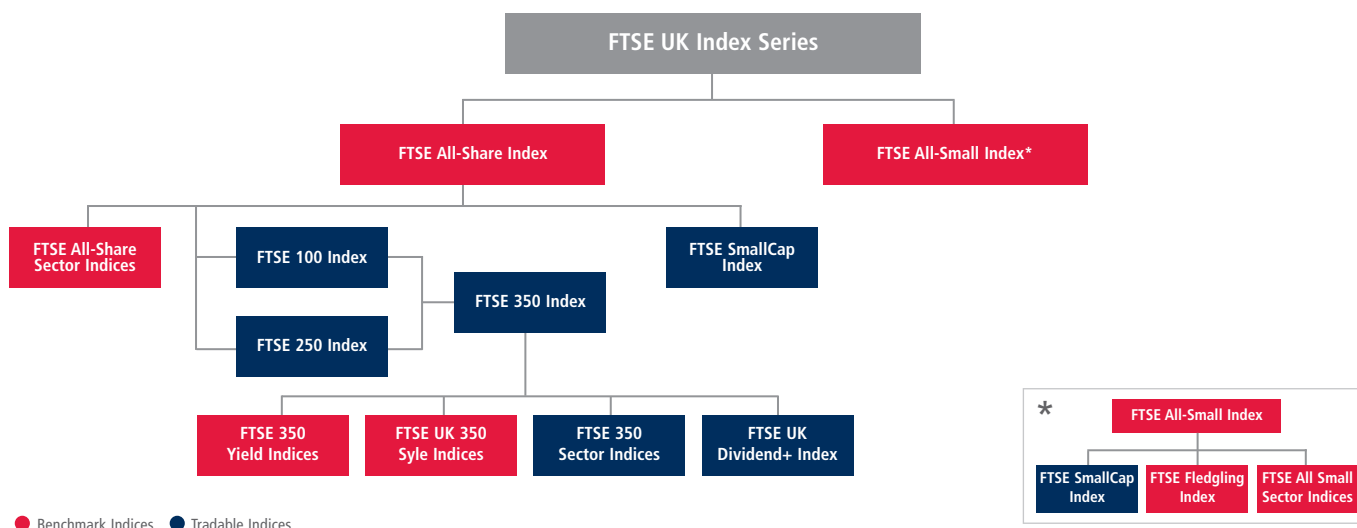 FTSE UK Index Series
FTSE All-Share Index
FTSE All-Small Index*
FTSE All-Share
Sector Indices
FTSE 100 Index
FTSE SmallCap
Index
FTSE 350 Index
FTSE 250 Index
FTSE 350
Yield Indices
FTSE UK 350
Syle Indices
FTSE 350
Sector Indices
FTSE UK
Dividend+ Index
*
FTSE All-Small Index
FTSE SmallCap
Index
FTSE Fledgling
Index
FTSE All Small
Sector Indices
Benchmark Indices
Tradable Indices